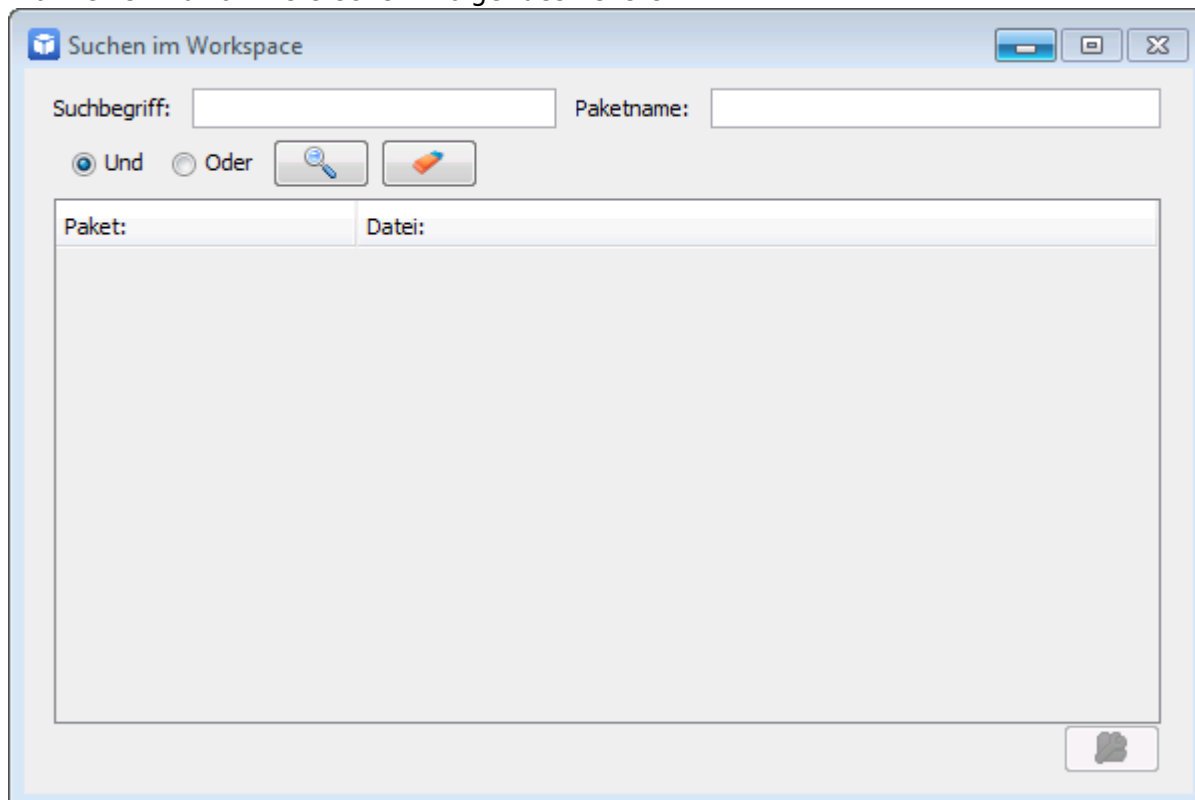 Suchen im Workspace
Suchbegriff: Paketname:
Und Oder
Paket: Datei: